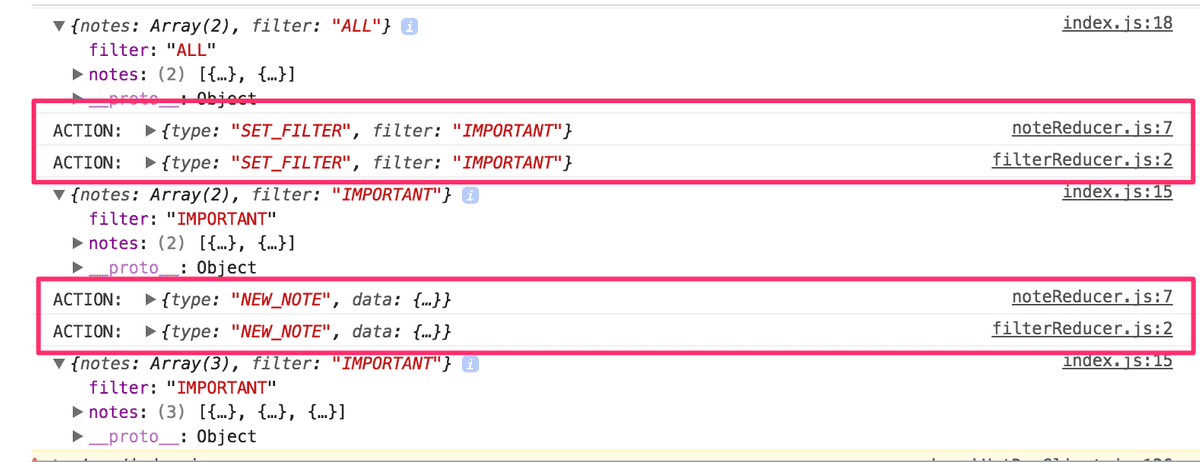 ▼{notes: Array(2), filter: "ALL"} i index.js:18
filter: "ALL"
▶notes: (2) [{…}, {…}]
▶__proto__: Object
ACTION: ▶{type: "SET_FILTER", filter: "IMPORTANT"} noteReducer.js:7
ACTION: ▶{type: "SET_FILTER", filter: "IMPORTANT"} filterReducer.js:2
▼{notes: Array(2), filter: "IMPORTANT"} i index.js:15
filter: "IMPORTANT"
▶notes: (2) [{…}, {…}]
▶__proto__: Object
ACTION: ▶{type: "NEW_NOTE", data: {…}} noteReducer.js:7
ACTION: ▶{type: "NEW_NOTE", data: {…}} filterReducer.js:2
▼{notes: Array(3), filter: "IMPORTANT"} i index.js:15
filter: "IMPORTANT"
▶notes: (3) [{…}, {…}, {…}]
▶__proto__: Object